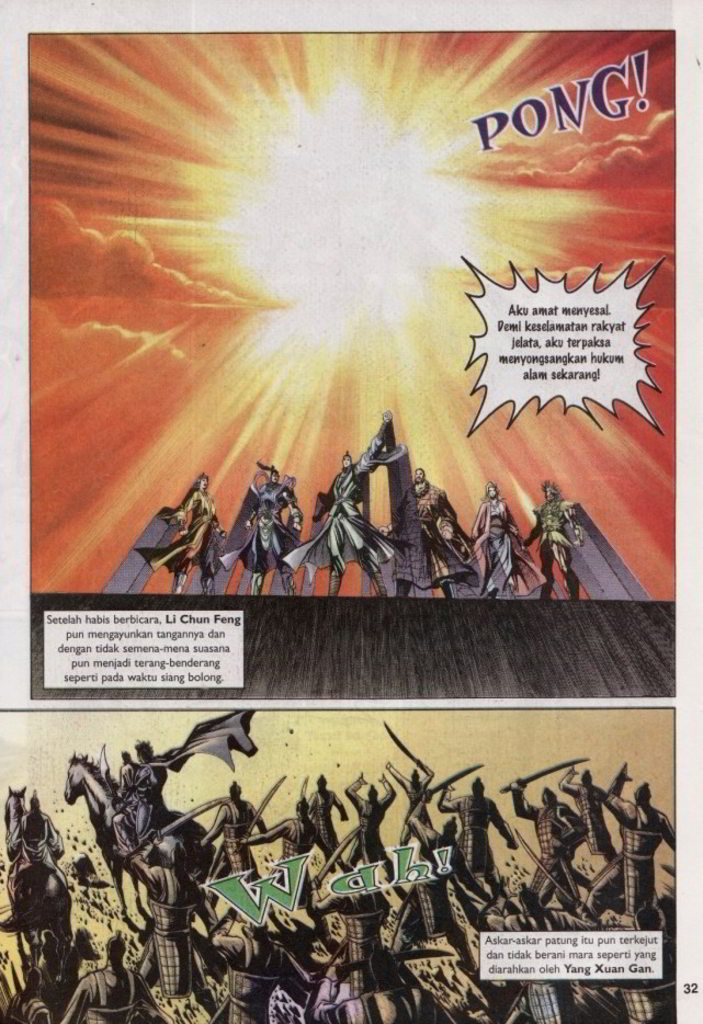 PONG!
Aku amat menyesal.
Demi keselamatan rakyat
jelata, aku terpaksa
menyongsangkan hukum
alam sekarang!
Setelah habis berbicara, Li Chun Feng
pun mengayunkan tangannya dan
dengan tidak semena-mena suasana
pun menjadi terang-benderang
seperti pada waktu siang bolong.
Wah!
Askar-askar patung itu pun terkejut
dan tidak berani mara seperti yang
diarahkan oleh Yang Xuan Gan.
32